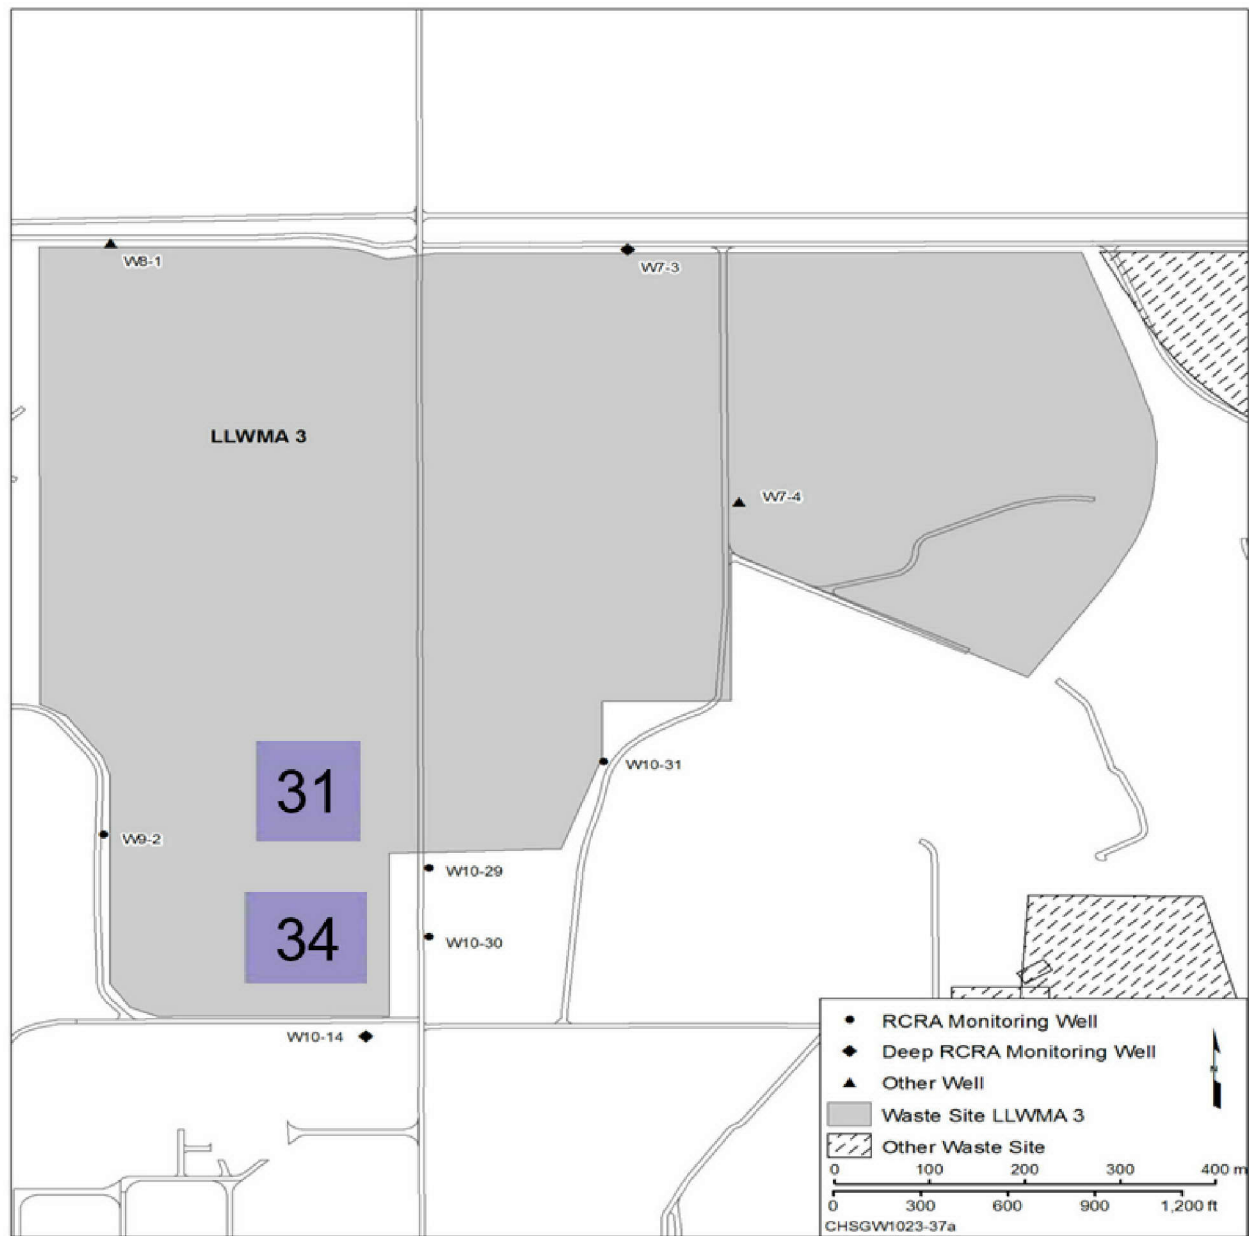 W8-1
W7-3
LLWMA 3
W7-4
31
W10-31
W9-2
W10-29
34
W10-30
W10-14
RCRA Monitoring Well
Deep RCRA Monitoring Well
Other Well
Waste Site LLWMA 3
Other Waste Site
N
0 100 200 300 400 m
0 300 600 900 1,200 ft
CHSGW1023-37a